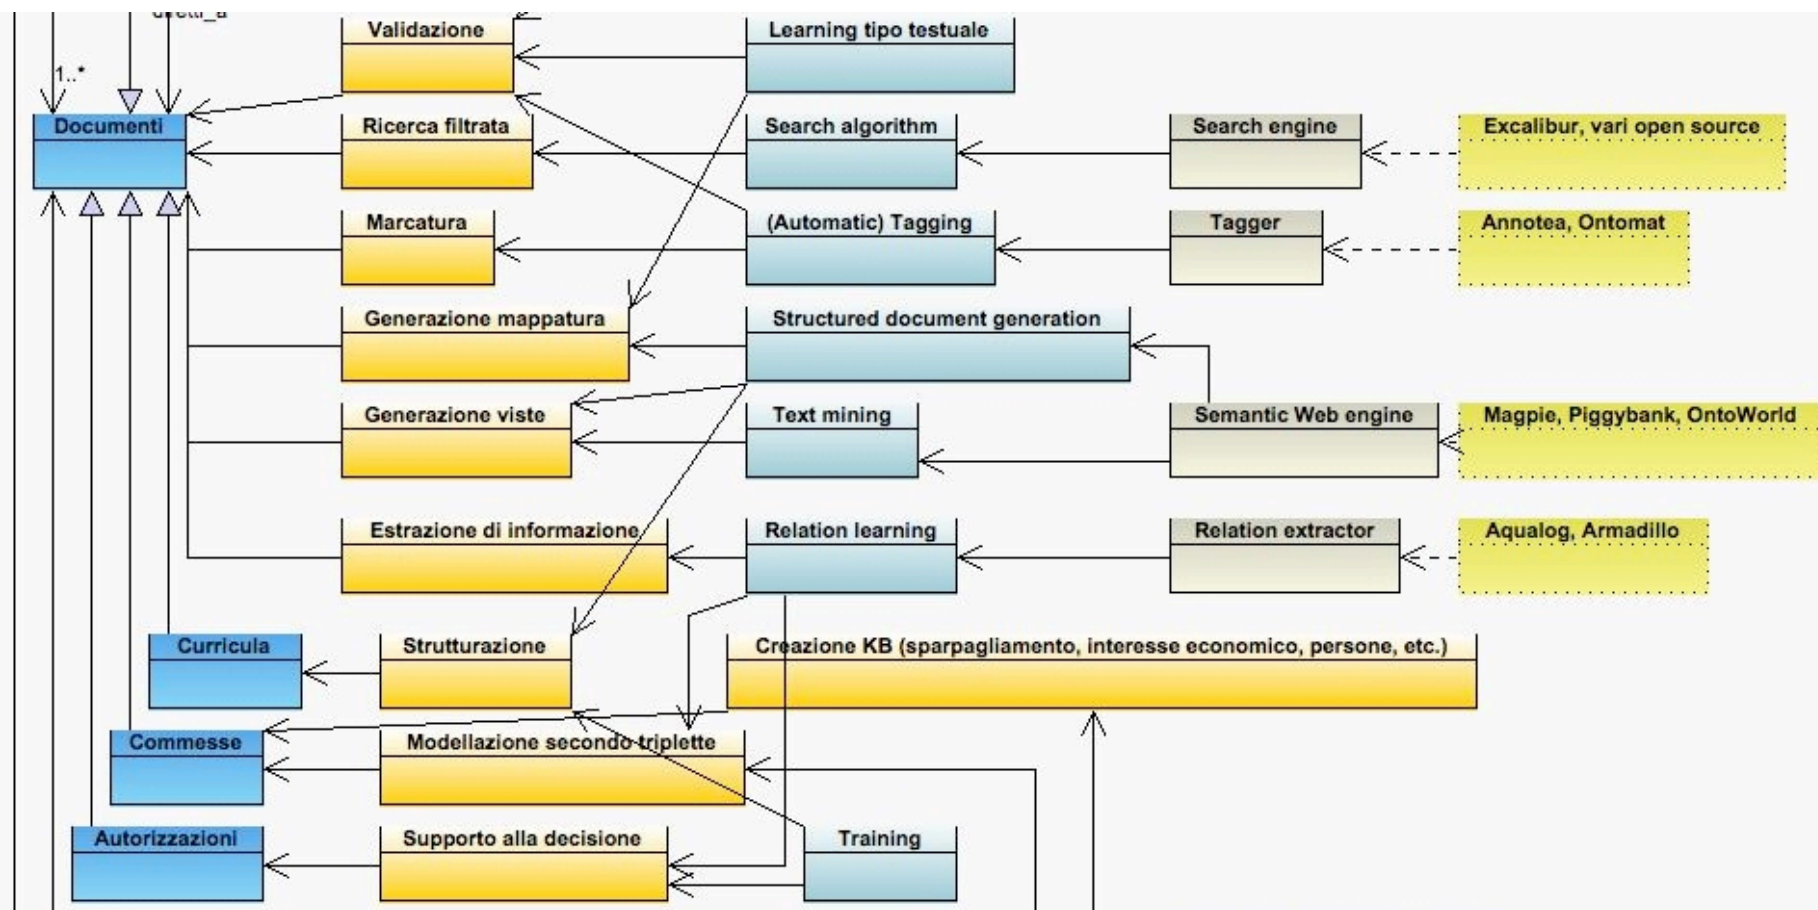 diretti_a
Validazione
Learning tipo testuale
1..*
Documenti
Ricerca filtrata
Search algorithm
Search engine
Excalibur, vari open source
Marcatura
(Automatic) Tagging
Tagger
Annotea, Ontomat
Generazione mappatura
Structured document generation
Generazione viste
Text mining
Semantic Web engine
Magpie, Piggybank, OntoWorld
Estrazione di informazione
Relation learning
Relation extractor
Aqualog, Armadillo
Curricula
Strutturazione
Creazione KB (sparpagliamento, interesse economico, persone, etc.)
Commesse
Modellazione secondo triplette
Autorizzazioni
Supporto alla decisione
Training